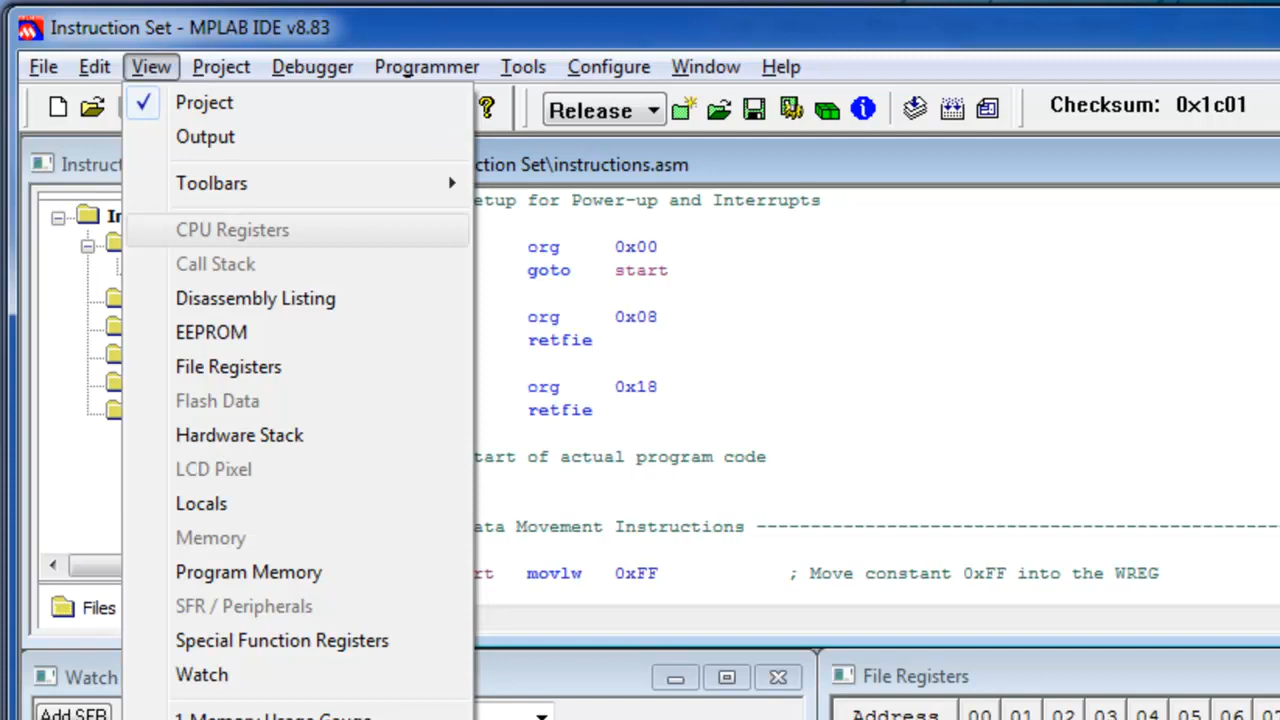 Instruction Set - MPLAB IDE v8.83
File Edit View Project Debugger Programmer Tools Configure Window Help
Release Checksum: 0x1c01
Project
Output
Toolbars
CPU Registers
Call Stack
Disassembly Listing
EEPROM
File Registers
Flash Data
Hardware Stack
LCD Pixel
Locals
Memory
Program Memory
SFR / Peripherals
Special Function Registers
Watch
Instruct
ction Set\instructions.asm
In
Files
etup for Power-up and Interrupts
org 0x00
goto start
org 0x08
retfie
org 0x18
retfie
tart of actual program code
ata Movement Instructions ------------------------------------------------
rt movlw 0xFF ; Move constant 0xFF into the WREG
Watch
Add SFR
File Registers
Address 00 01 02 03 04 05 06